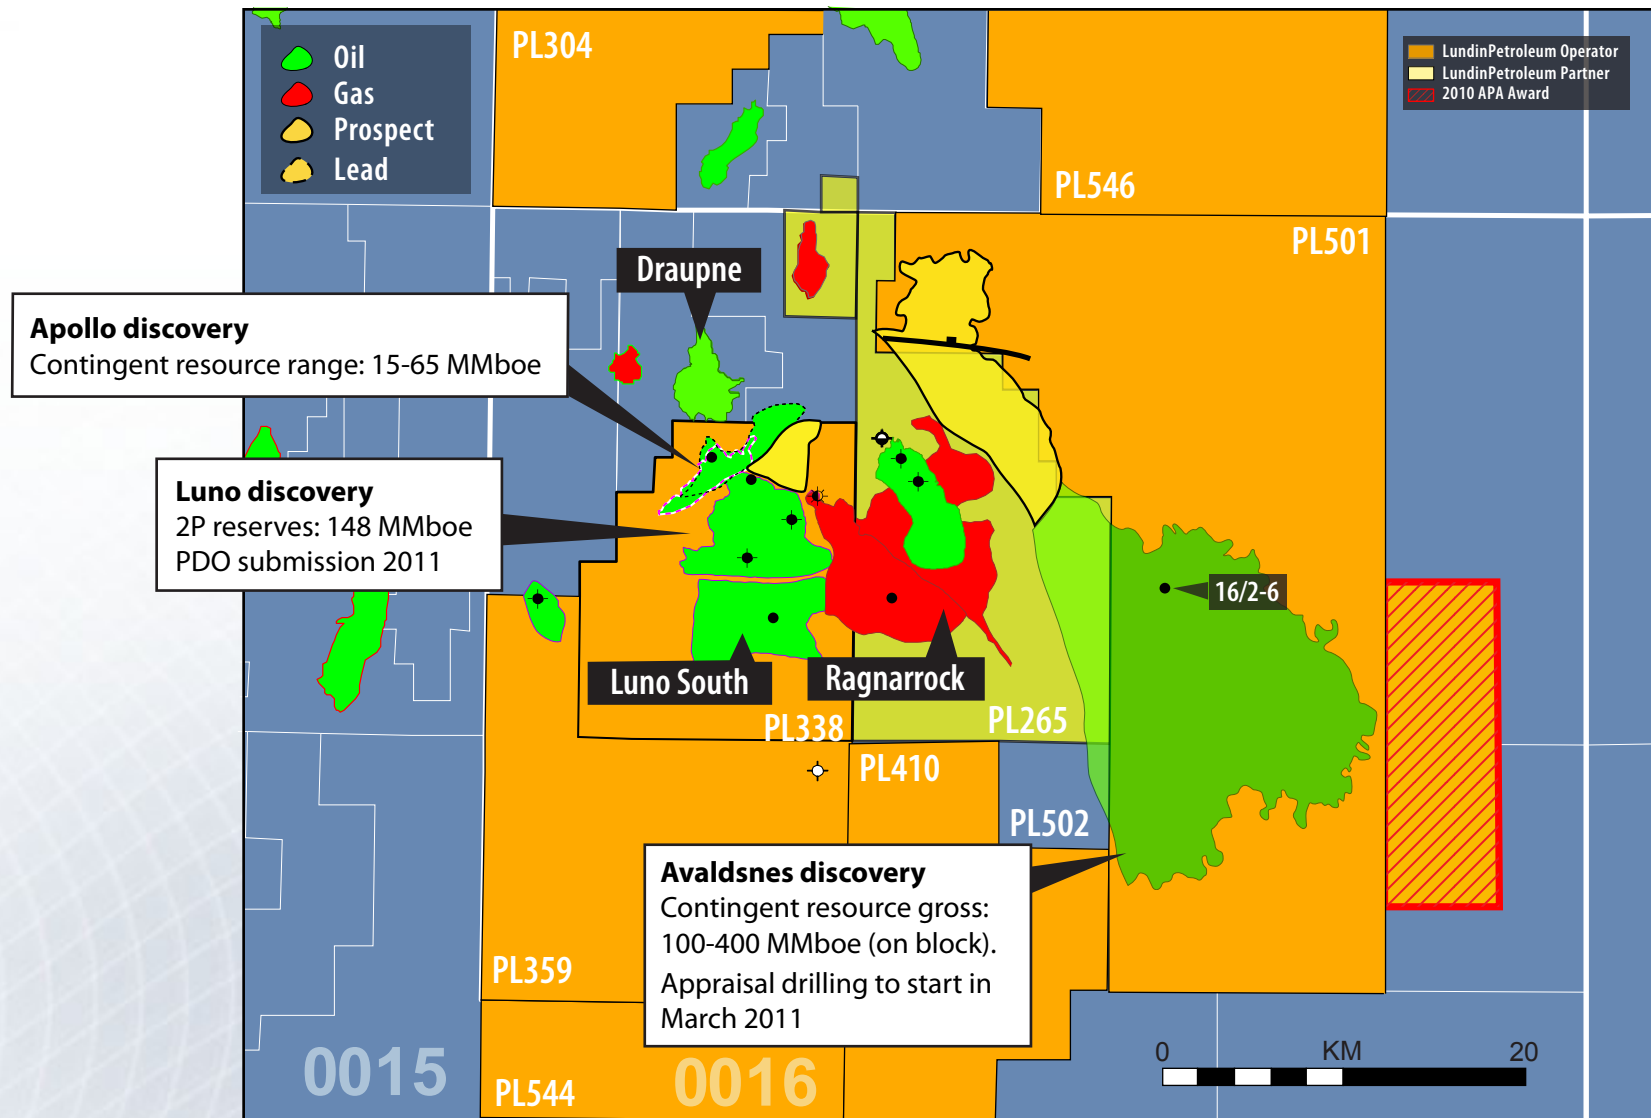 Oil
Gas
Prospect
Lead
PL304
LundinPetroleum Operator
LundinPetroleum Partner
2010 APA Award
PL546
PL501
Draupne
Apollo discovery
Contingent resource range: 15-65 MMboe
Luno discovery
2P reserves: 148 MMboe
PDO submission 2011
16/2-6
Luno South
Ragnarrock
PL338
PL265
PL410
PL502
Avaldsnes discovery
Contingent resource gross:
100-400 MMboe (on block).
Appraisal drilling to start in
March 2011
PL359
0015
0016
PL544
0 KM 20